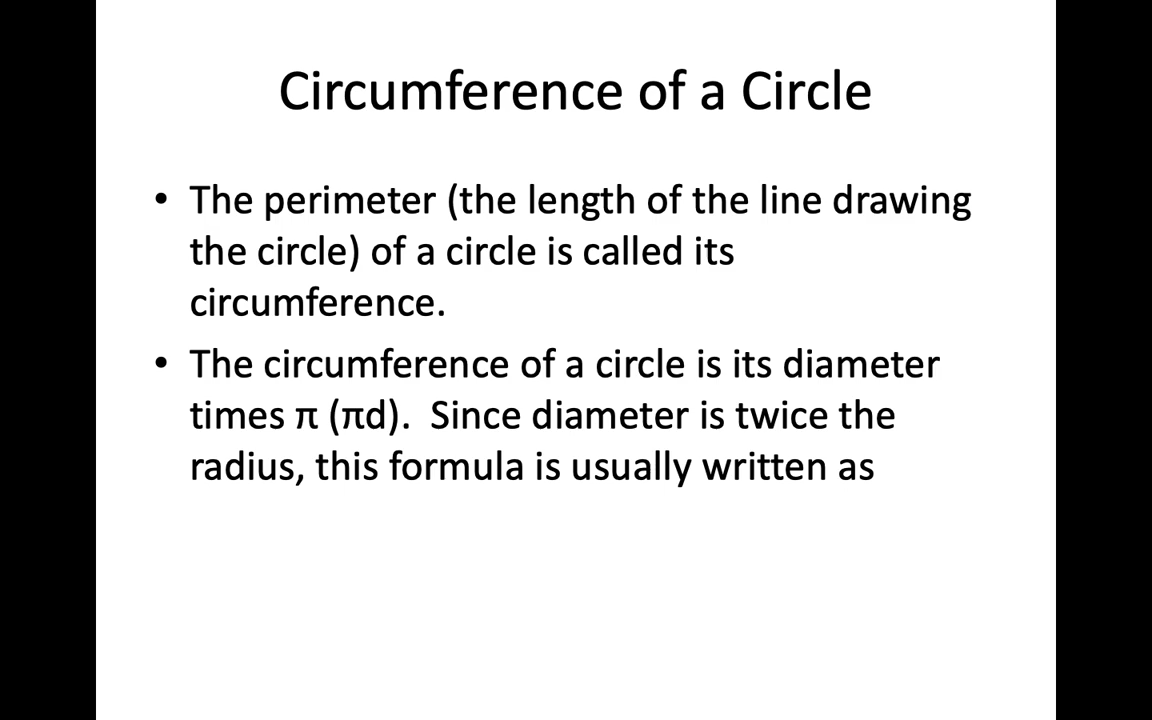 Circumference of a Circle
• The perimeter (the length of the line drawing
the circle) of a circle is called its
circumference.
• The circumference of a circle is its diameter
times π (πd).  Since diameter is twice the
radius, this formula is usually written as